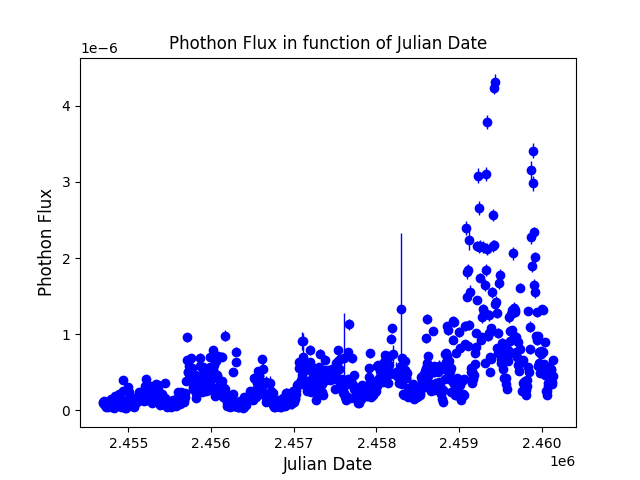 Phothon Flux in function of Julian Date
1e−6
4
3
2
1
0
Phothon Flux
2.455 2.456 2.457 2.458 2.459 2.460
1e6
Julian Date